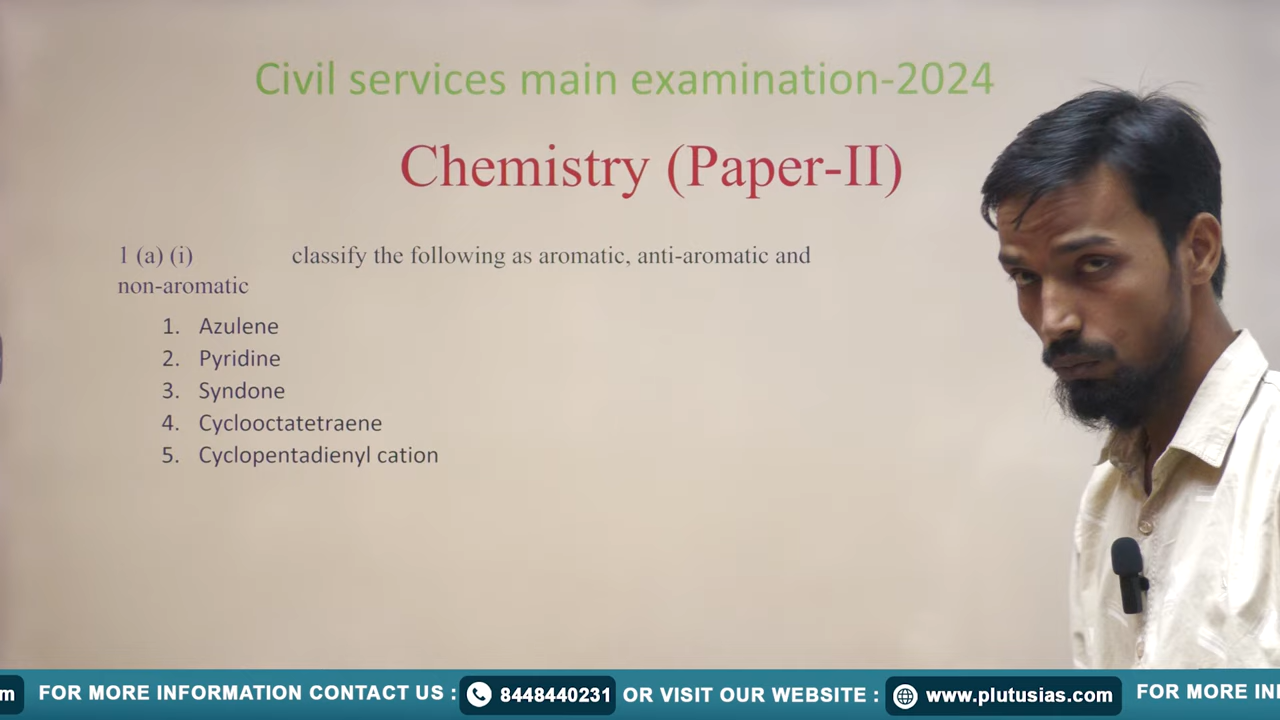 Civil services main examination-2024
Chemistry (Paper-II)
1 (a) (i) classify the following as aromatic, anti-aromatic and
non-aromatic
1. Azulene
2. Pyridine
3. Syndone
4. Cyclooctatetraene
5. Cyclopentadienyl cation
m FOR MORE INFORMATION CONTACT US : 8448440231 OR VISIT OUR WEBSITE : www.plutusias.com FOR MORE IN